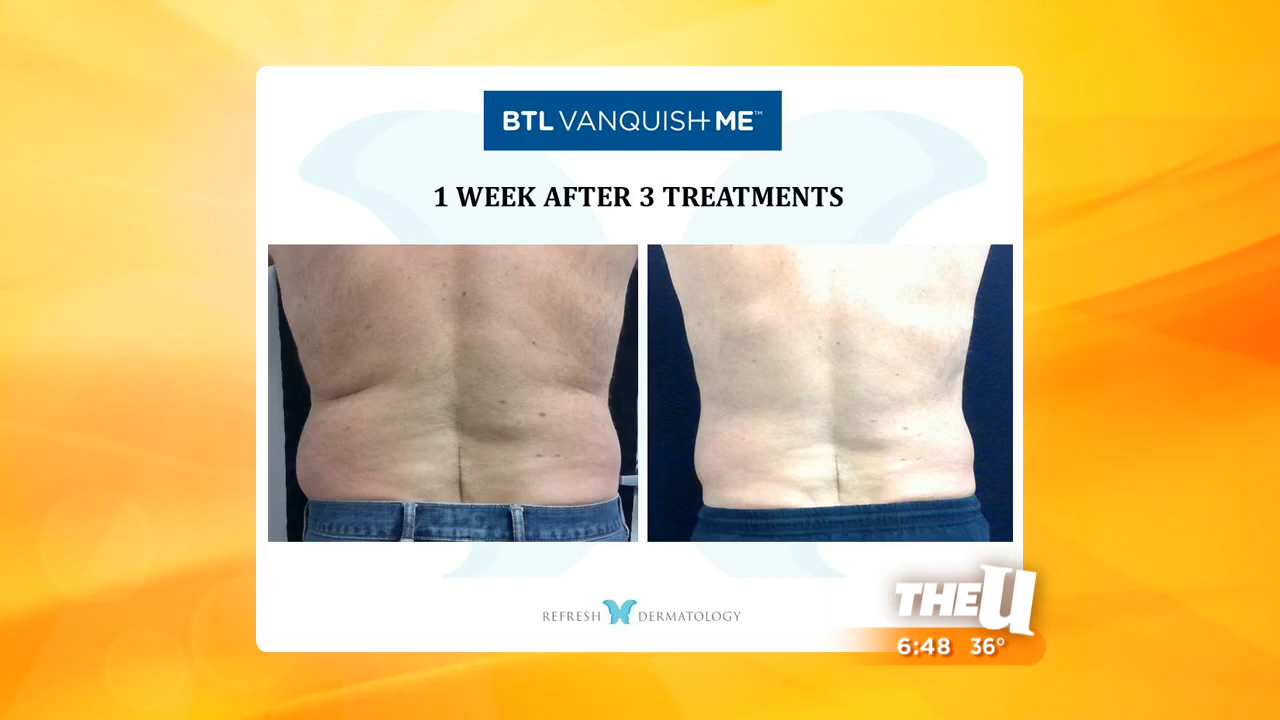 BTL VANQUISH ME™
1 WEEK AFTER 3 TREATMENTS
REFRESH DERMATOLOGY
THE U
6:48 36°